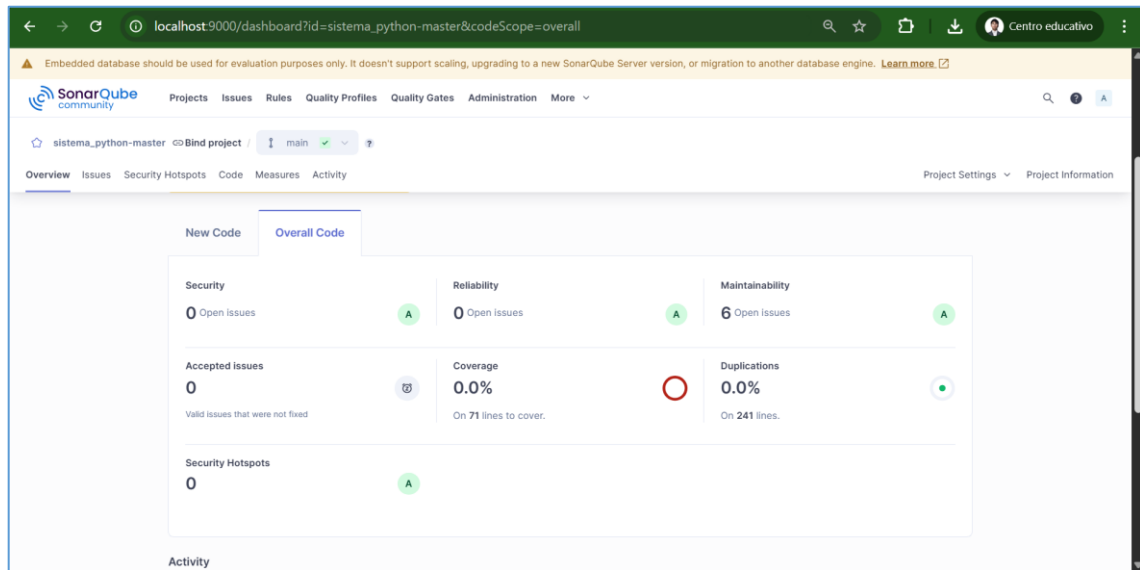 localhost:9000/dashboard?id=sistema_python-master&codeScope=overall
Centro educativo
Embedded database should be used for evaluation purposes only. It doesn't support scaling, upgrading to a new SonarQube Server version, or migration to another database engine. Learn more
SonarQube community
Projects Issues Rules Quality Profiles Quality Gates Administration More
A
sistema_python-master Bind project / main
Overview Issues Security Hotspots Code Measures Activity Project Settings Project Information
New Code Overall Code
Security Reliability Maintainability
0 Open issues A 0 Open issues A 6 Open issues A
Accepted issues Coverage Duplications
0 0.0% 0.0%
Valid issues that were not fixed On 71 lines to cover. On 241 lines.
Security Hotspots
0 A
Activity